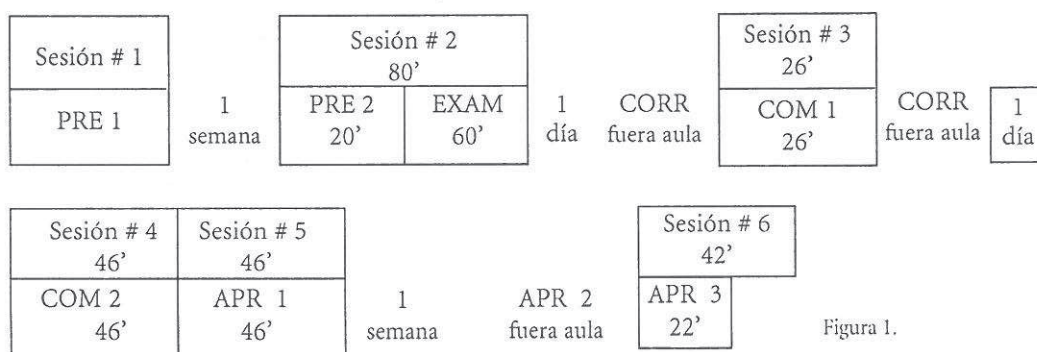 Sesión # 1
PRE 1
1
semana
Sesión # 2
80’
PRE 2
20’
EXAM
60’
1
día
CORR
fuera aula
Sesión # 3
26’
COM 1
26’
CORR
fuera aula
1
día
Sesión # 4
46’
COM 2
46’
Sesión # 5
46’
APR 1
46’
1
semana
APR 2
fuera aula
Sesión # 6
42’
APR 3
22’
Figura 1.